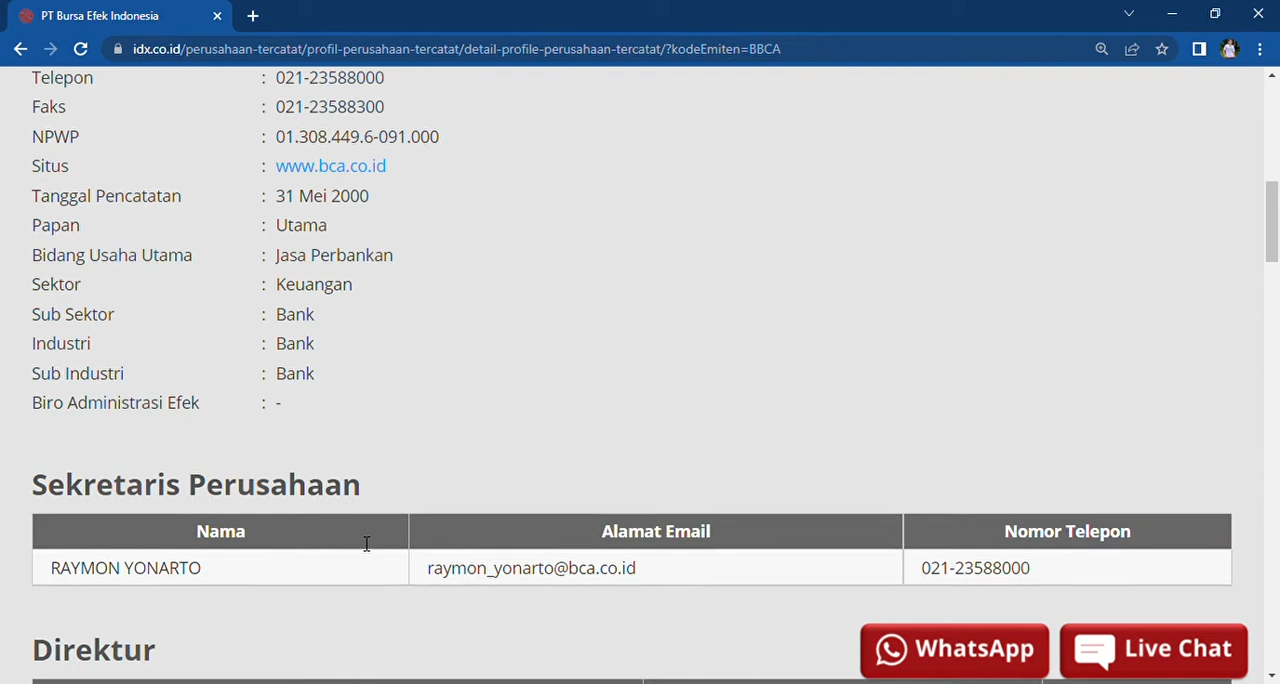 PT Bursa Efek Indonesia
idx.co.id/perusahaan-tercatat/profil-perusahaan-tercatat/detail-profile-perusahaan-tercatat/?kodeEmiten=BBCA
Telepon : 021-23588000
Faks : 021-23588300
NPWP : 01.308.449.6-091.000
Situs : www.bca.co.id
Tanggal Pencatatan : 31 Mei 2000
Papan : Utama
Bidang Usaha Utama : Jasa Perbankan
Sektor : Keuangan
Sub Sektor : Bank
Industri : Bank
Sub Industri : Bank
Biro Administrasi Efek : -
Sekretaris Perusahaan
Nama Alamat Email Nomor Telepon
RAYMON YONARTO raymon_yonarto@bca.co.id 021-23588000
Direktur
WhatsApp Live Chat